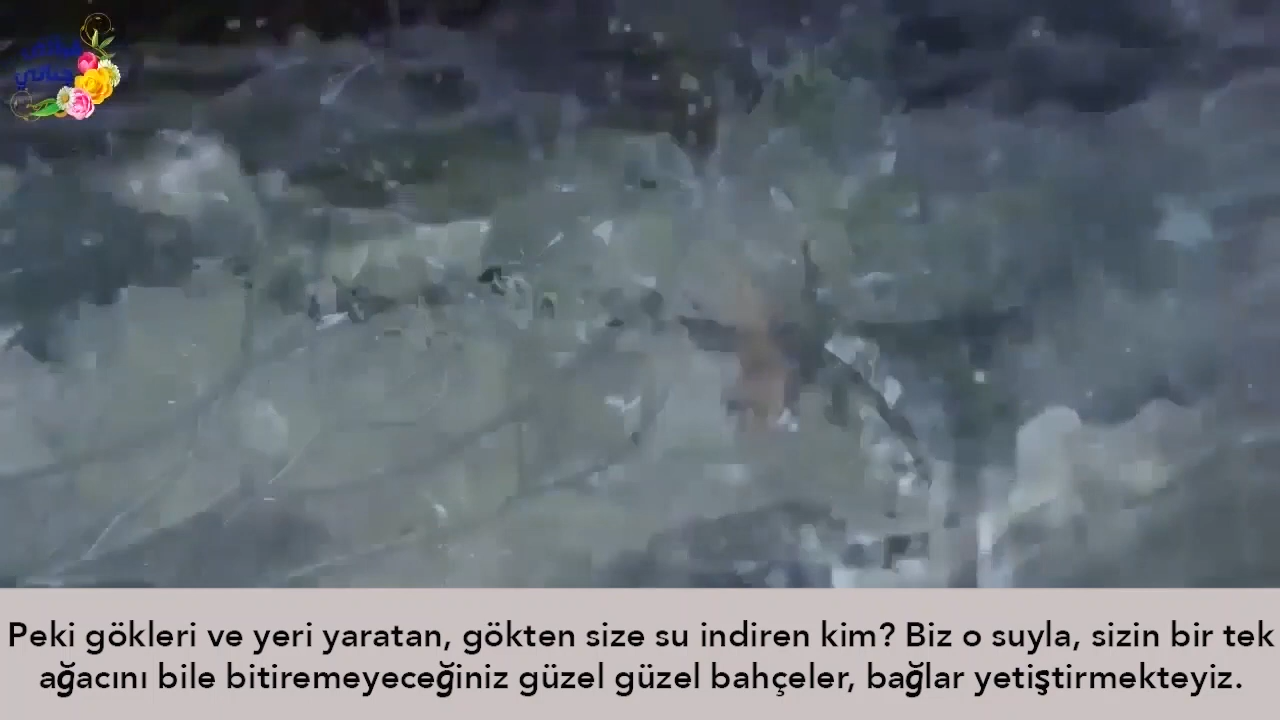 جناتي
Peki gökleri ve yeri yaratan, gökten size su indiren kim? Biz o suyla, sizin bir tek
ağacını bile bitiremeyeceğiniz güzel güzel bahçeler, bağlar yetiştirmekteyiz.